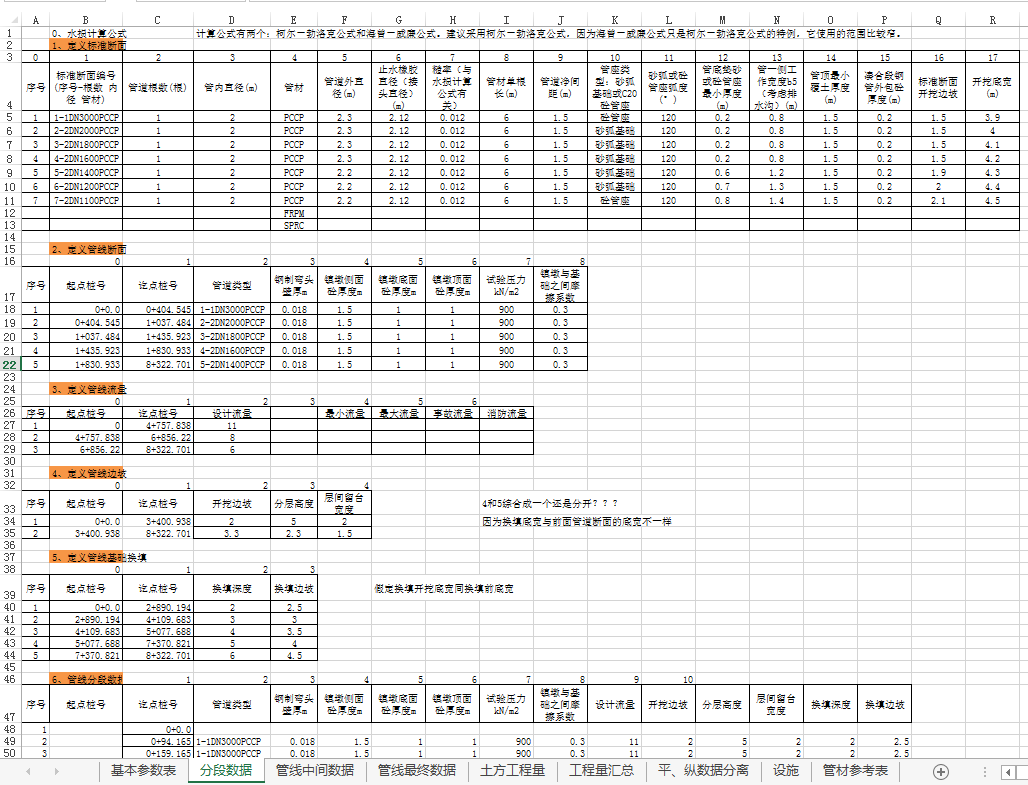 A B C D E F G H I J K L M N O P Q R
1 0、水损计算公式 计算公式有两个：柯尔－勃洛克公式和海曾－威廉公式。建议采用柯尔－勃洛克公式，因为海曾－威廉公式只是柯尔－勃洛克公式的特例，它使用的范围比较窄。
2 1、定义标准断面
3 0 1 2 3 4 5 6 7 8 9 10 11 12 13 14 15 16 17
4 序号 标准断面编号(序号-根数 内径 管材) 管道根数(根) 管内直径(m) 管材 管道外直径(m) 止水橡胶直径（接头直径）(m) 糙率（与水损计算公式有关） 管材单根长(m) 管道净间距(m) 管座类型：砂弧基础或C20砼管座 砂弧或砼管座弧度(°) 管底垫砂或砼管座最小厚度(m) 管一侧工作宽度b5（考虑排水沟）(m) 管顶最小覆土厚度(m) 凑合段钢管外包砼厚度(m) 标准断面开挖边坡 开挖底宽(m)
5 1 1-1DN3000PCCP 1 2 PCCP 2.3 2.12 0.012 6 1.5 砼管座 120 0.2 0.8 1.5 0.2 1.5 3.9
6 2 2-2DN2000PCCP 1 2 PCCP 2.3 2.12 0.012 6 1.5 砂弧基础 120 0.2 0.8 1.5 0.2 1.5 4
7 3 3-2DN1800PCCP 1 2 PCCP 2.3 2.12 0.012 6 1.5 砂弧基础 120 0.2 0.8 1.5 0.2 1.5 4.1
8 4 4-2DN1600PCCP 1 2 PCCP 2.3 2.12 0.012 6 1.5 砂弧基础 120 0.2 0.8 1.5 0.2 1.5 4.2
9 5 5-2DN1400PCCP 1 2 PCCP 2.2 2.12 0.012 6 1.5 砂弧基础 120 0.6 1.2 1.5 0.2 1.9 4.3
10 6 6-2DN1200PCCP 1 2 PCCP 2.2 2.12 0.012 6 1.5 砂弧基础 120 0.7 1.3 1.5 0.2 2 4.4
11 7 7-2DN1100PCCP 1 2 PCCP 2.2 2.12 0.012 6 1.5 砼管座 120 0.8 1.4 1.5 0.2 2.1 4.5
12 FRPM
13 SPRC
14
15 2、定义管线断面
16 0 1 2 3 4 5 6 7 8
17 序号 起点桩号 讫点桩号 管道类型 钢制弯头壁厚m 镇墩侧面砼厚度m 镇墩底面砼厚度m 镇墩顶面砼厚度m 试验压力kN/m2 镇墩与基础之间摩擦系数
18 1 0+0.0 0+404.545 1-1DN3000PCCP 0.018 1.5 1 1 900 0.3
19 2 0+404.545 1+037.484 2-2DN2000PCCP 0.018 1.5 1 1 900 0.3
20 3 1+037.484 1+435.923 3-2DN1800PCCP 0.018 1.5 1 1 900 0.3
21 4 1+435.923 1+830.933 4-2DN1600PCCP 0.018 1.5 1 1 900 0.3
22 5 1+830.933 8+322.701 5-2DN1400PCCP 0.018 1.5 1 1 900 0.3
23
24 3、定义管线流量
25 0 1 2 3 4 5 6
26 序号 起点桩号 讫点桩号 设计流量 最小流量 最大流量 事故流量 消防流量
27 1 0 4+757.838 11
28 2 4+757.838 6+856.22 8
29 3 6+856.22 8+322.701 6
30
31 4、定义管线边坡
32 0 1 2 3 4
33 序号 起点桩号 讫点桩号 开挖边坡 分层高度 层间留台宽度 4和5综合成一个还是分开？？？
34 1 0+0.0 3+400.938 2 5 2 因为换填底宽与前面管道断面的底宽不一样
35 2 3+400.938 8+322.701 3.3 2.3 1.5
36
37 5、定义管线基础换填
38 0 1 2 3
39 序号 起点桩号 讫点桩号 换填深度 换填边坡 假定换填开挖底宽同换填前底宽
40 1 0+0.0 2+890.194 2 2.5
41 2 2+890.194 4+109.683 3 3
42 3 4+109.683 5+077.688 4 3.5
43 4 5+077.688 7+370.821 5 4
44 5 7+370.821 8+322.701 6 4.5
45
46 6、管线分段数据 1 2 3 4 5 6 7 8 9 10
47 序号 起点桩号 讫点桩号 管道类型 钢制弯头壁厚m 镇墩侧面砼厚度m 镇墩底面砼厚度m 镇墩顶面砼厚度m 试验压力kN/m2 镇墩与基础之间摩擦系数 设计流量 开挖边坡 分层高度 层间留台宽度 换填深度 换填边坡
48 1 0+0.0
49 2 0+94.165 1-1DN3000PCCP 0.018 1.5 1 1 900 0.3 11 2 5 2 2 2.5
50 3 0+159.165 1-1DN3000PCCP 0.018 1.5 1 1 900 0.3 11 2 5 2 2 2.5
基本参数表 分段数据 管线中间数据 管线最终数据 土方工程量 工程量汇总 平、纵数据分离 设施 管材参考表